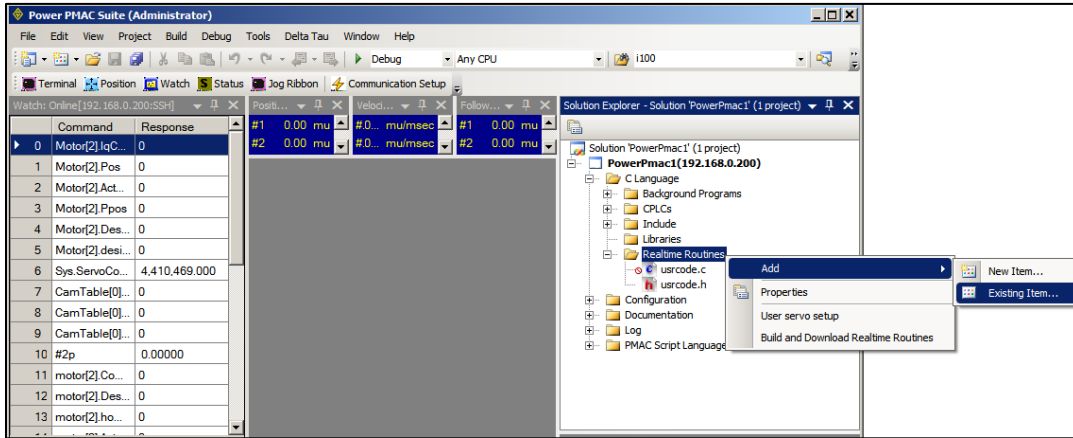 Power PMAC Suite (Administrator)
File Edit View Project Build Debug Tools Delta Tau Window Help
Debug Any CPU i100
Terminal Position Watch Status Jog Ribbon Communication Setup
Watch: Online[192.168.0.200:SSH] Positi... Veloci... Follow... Solution Explorer - Solution 'PowerPmac1' (1 project)
Command Response
#1 0.00 mu #.0... mu/msec #1 0.00 mu
#2 0.00 mu #.0... mu/msec #2 0.00 mu
0 Motor[2].IqC... 0
1 Motor[2].Pos 0
2 Motor[2].Act... 0
3 Motor[2].Ppos 0
4 Motor[2].Des... 0
5 Motor[2].desi... 0
6 Sys.ServoCo... 4,410,469.000
7 CamTable[0]... 0
8 CamTable[0]... 0
9 CamTable[0]... 0
10 #2p 0.00000
11 motor[2].Co... 0
12 motor[2].Des... 0
13 motor[2].ho... 0
Solution 'PowerPmac1' (1 project)
PowerPmac1(192.168.0.200)
C Language
Background Programs
CPLCs
Include
Libraries
Realtime Routines
usrcode.c
usrcode.h
Configuration
Documentation
Log
PMAC Script Language
Add
Properties
User servo setup
Build and Download Realtime Routines
New Item...
Existing Item...